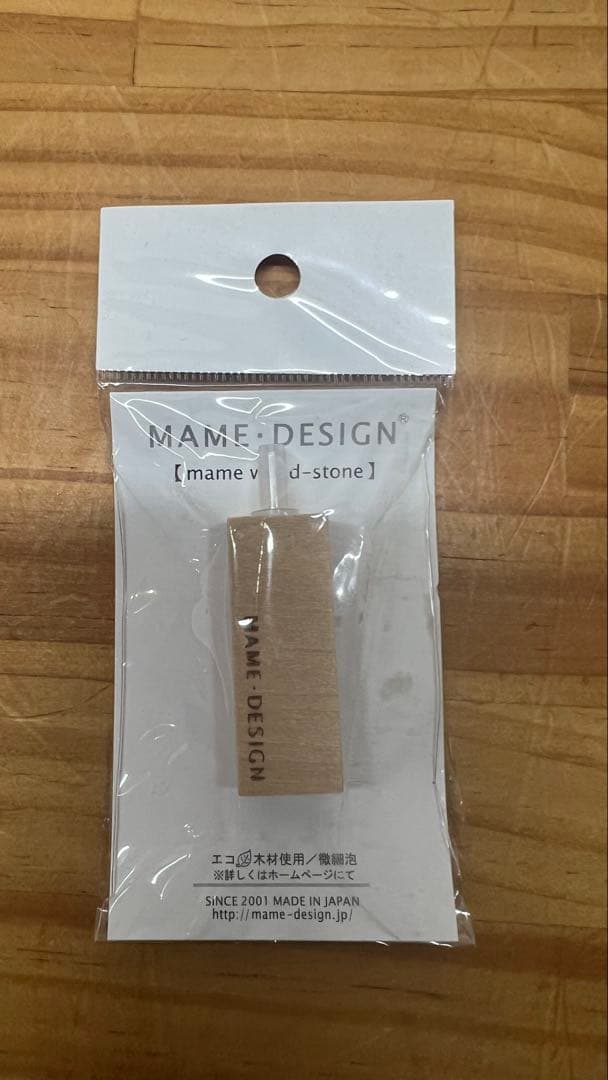 MAME・DESIGN®
【mame w d-stone】
MAME・DESIGN
エコ 木材使用／微細泡
※詳しくはホームページにて
SiNCE 2001 MADE IN JAPAN
http://mame-design.jp/